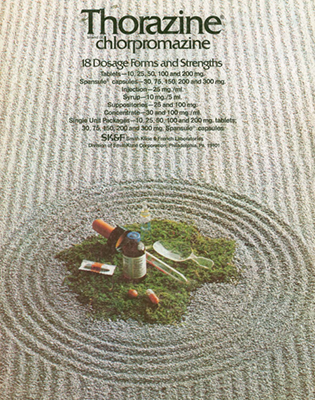 Thorazine®
chlorpromazine
18 Dosage Forms and Strengths
Tablets—10, 25, 50, 100 and 200 mg.
Spansule® capsules—30, 75, 150, 200 and 300 mg.
Injection—25 mg./ml.
Syrup—10 mg./5 ml.
Suppositories—25 and 100 mg.
Concentrate—30 and 100 mg./ml.
Single Unit Packages—10, 25, 50, 100 and 200 mg. tablets;
30, 75, 150, 200 and 300 mg. Spansule® capsules
SK&F Smith Kline & French Laboratories
Division of SmithKline Corporation, Philadelphia, Pa. 19101